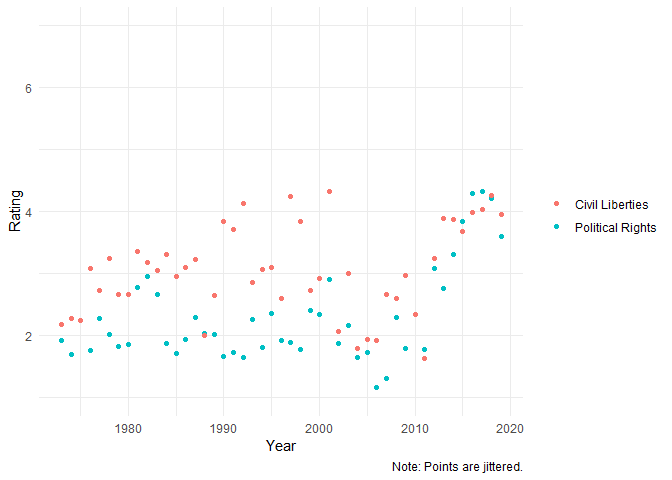 6
4
2
Rating
1980 1990 2000 2010 2020
Year
Civil Liberties
Political Rights
Note: Points are jittered.